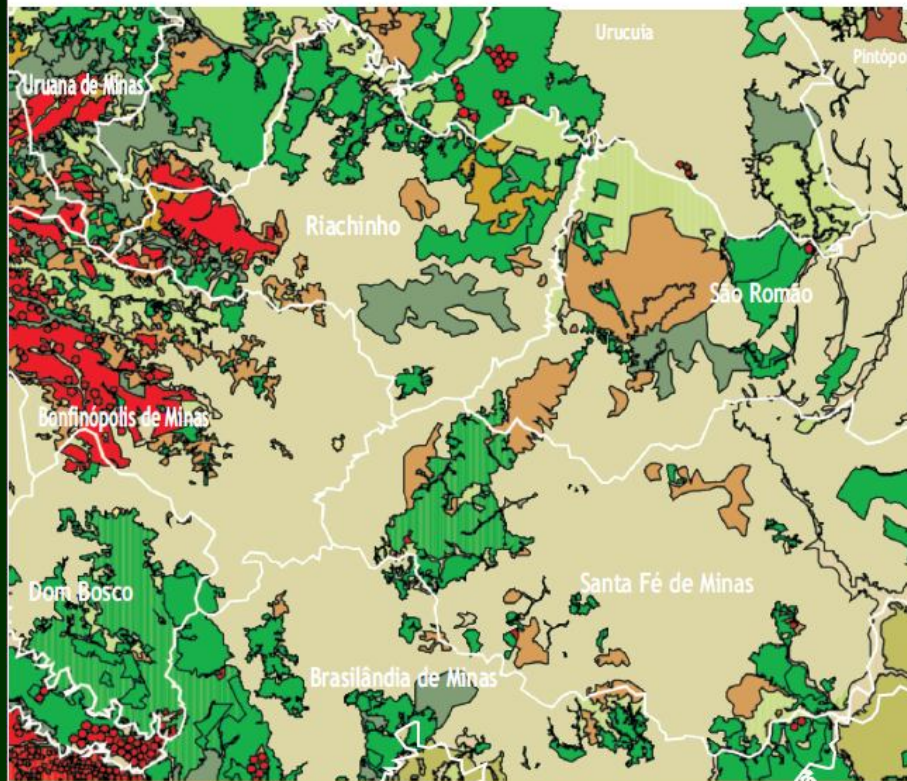 Urucuia
Pintópo
Uruana de Minas
Riachinho
São Romão
Bonfinópolis de Minas
Dom Bosco
Santa Fé de Minas
Brasilândia de Minas